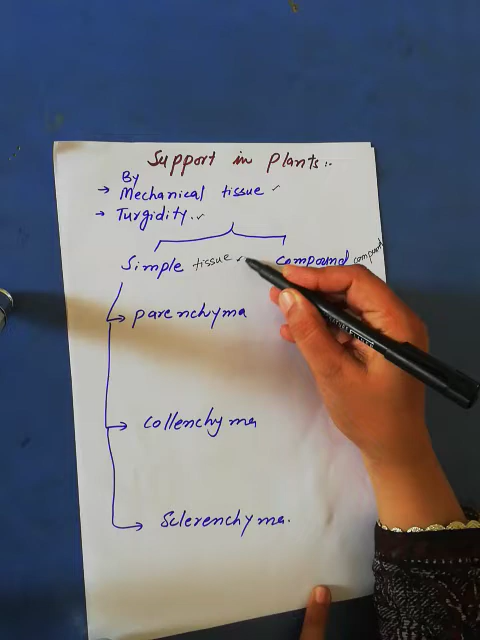 Support in Plants:-
By
→ Mechanical tissue ✓
→ Turgidity ✓
Simple tissue ✓ compound compound
→ parenchyma
→ collenchyma
→ Sclerenchyma.